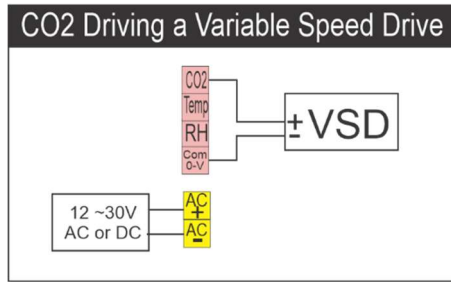 CO2 Driving a Variable Speed Drive
CO2
Temp
RH
Com
0-V
± VSD
12 ~30V
AC or DC
AC
+
AC
-